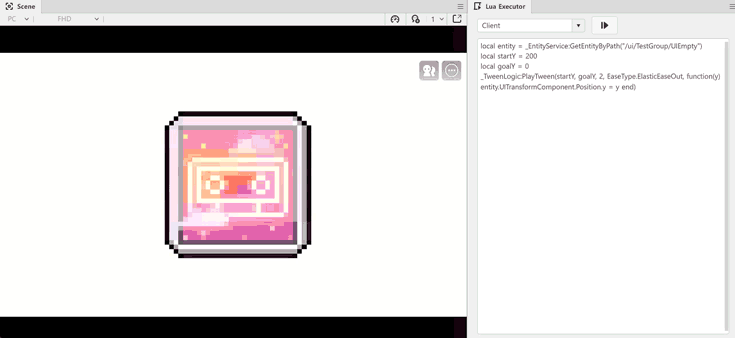 Scene
Lua Executor
PC
FHD
1
Client
local entity = _EntityService:GetEntityByPath("/ui/TestGroup/UIEmpty")
local startY = 200
local goalY = 0
_TweenLogic:PlayTween(startY, goalY, 2, EaseType.ElasticEaseOut, function(y)
entity.UITransformComponent.Position.y = y end)